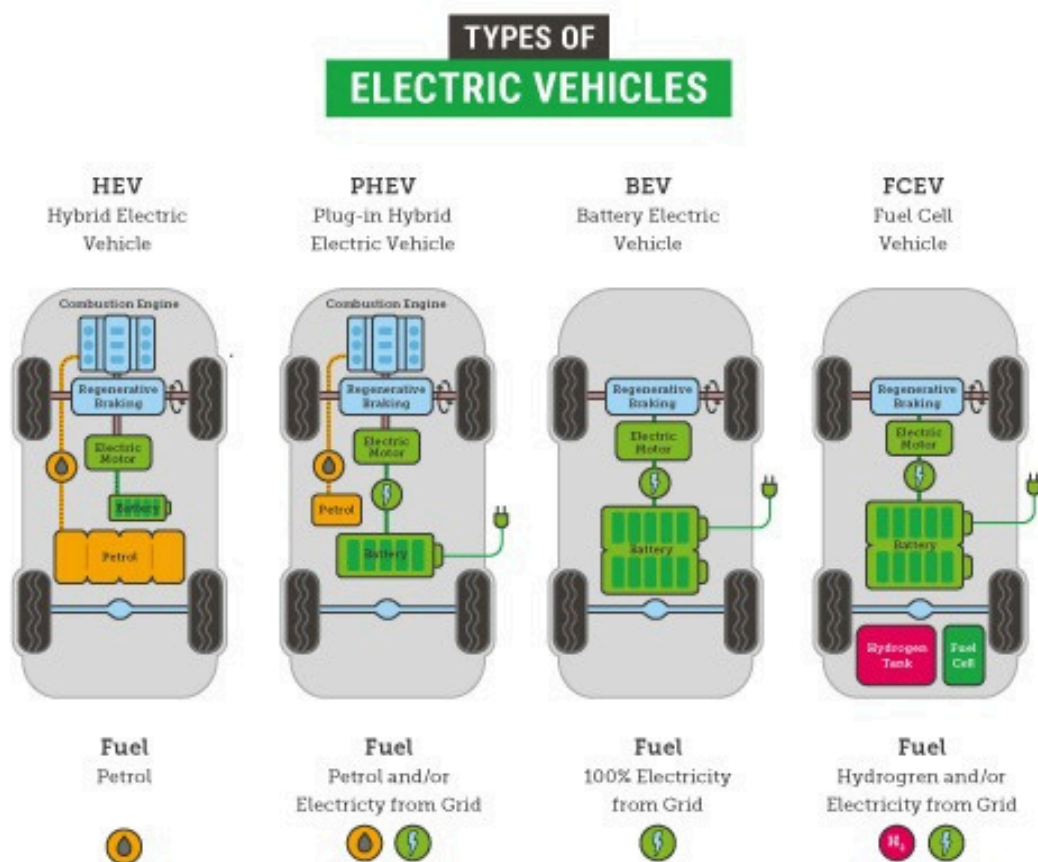 TYPES OF
ELECTRIC VEHICLES
HEV
Hybrid Electric
Vehicle
Combustion Engine
Regenerative
Braking
Electric
Motor
Battery
Petrol
Fuel
Petrol
PHEV
Plug-in Hybrid
Electric Vehicle
Combustion Engine
Regenerative
Braking
Electric
Motor
Petrol
Battery
Fuel
Petrol and/or
Electricty from Grid
BEV
Battery Electric
Vehicle
Regenerative
Braking
Electric
Motor
Battery
Fuel
100% Electricity
from Grid
FCEV
Fuel Cell
Vehicle
Regenerative
Braking
Electric
Motor
Battery
Hydrogen
Tank
Fuel
Cell
Fuel
Hydrogren and/or
Electricity from Grid
H₂